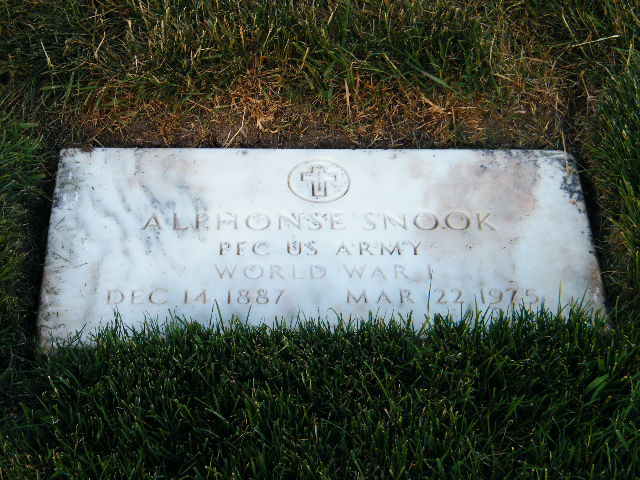 ALPHONSE SNOOK
PFC US ARMY
WORLD WAR I
DEC 14 1887 MAR 22 1975